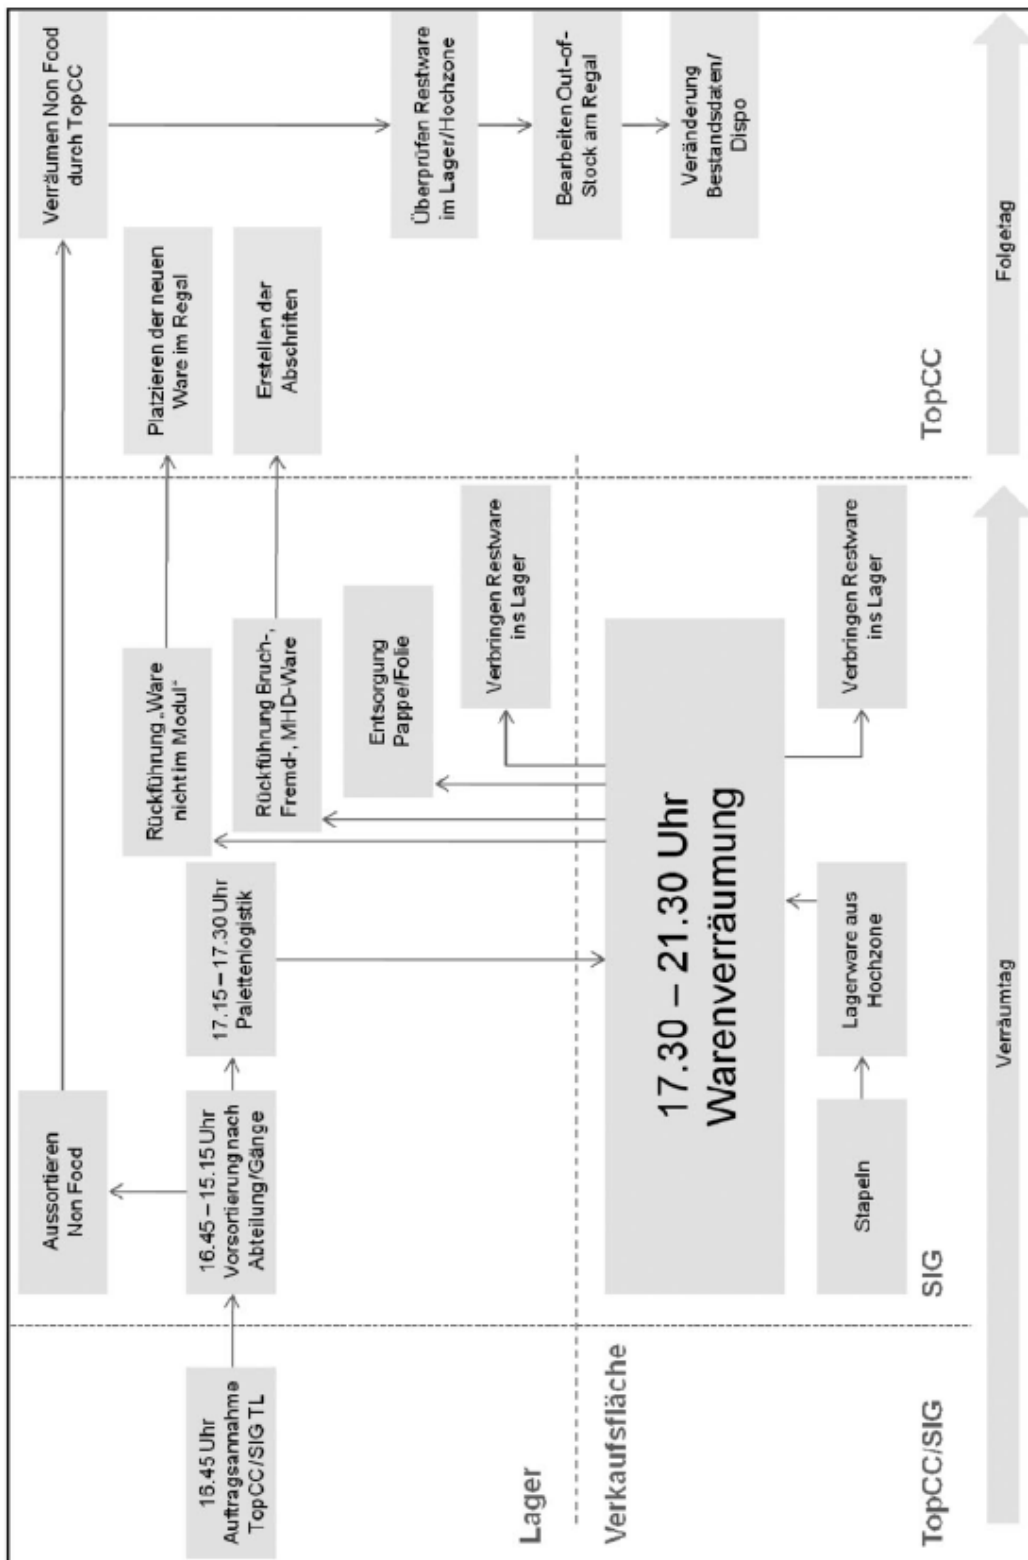 Aussortieren
Non Food
Verräumen Non Food
durch TopCC
Rückführung „Ware
nicht im Modul“
Platzieren der neuen
Ware im Regal
16.45 Uhr
Auftragsannahme
TopCC/SIG TL
16.45 – 15.15 Uhr
Vorsortierung nach
Abteilung/Gänge
17.15 – 17.30 Uhr
Palettenlogistik
Rückführung Bruch-,
Fremd-, MHD-Ware
Erstellen der
Abschriften
Entsorgung
Pappe/Folie
Überprüfen Restware
im Lager/Hochzone
Verbringen Restware
ins Lager
Bearbeiten Out-of-
Stock am Regal
Lager
Verkaufsfläche
17.30 – 21.30 Uhr
Warenverräumung
Veränderung
Bestandsdaten/
Dispo
Stapeln
Lagerware aus
Hochzone
Verbringen Restware
ins Lager
TopCC/SIG
SIG
TopCC
Verräumtag
Folgetag